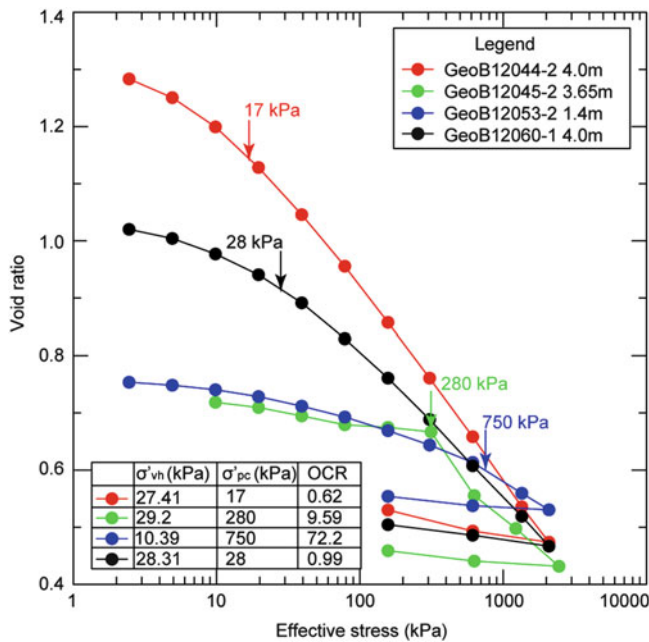 Legend
GeoB12044-2 4.0m
GeoB12045-2 3.65m
GeoB12053-2 1.4m
GeoB12060-1 4.0m
17 kPa
28 kPa
280 kPa
750 kPa
Void ratio
1.4
1.2
1.0
0.8
0.6
0.4
σ'vh (kPa) σ'pc (kPa) OCR
27.41 17 0.62
29.2 280 9.59
10.39 750 72.2
28.31 28 0.99
1 10 100 1000 10000
Effective stress (kPa)